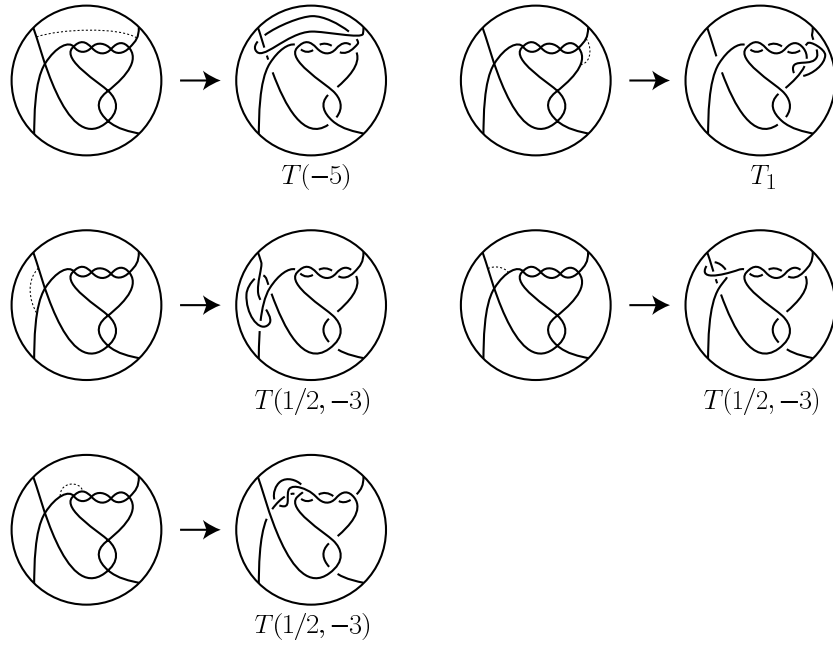 T(−5)
T₁
T(1/2, −3)
T(1/2, −3)
T(1/2, −3)